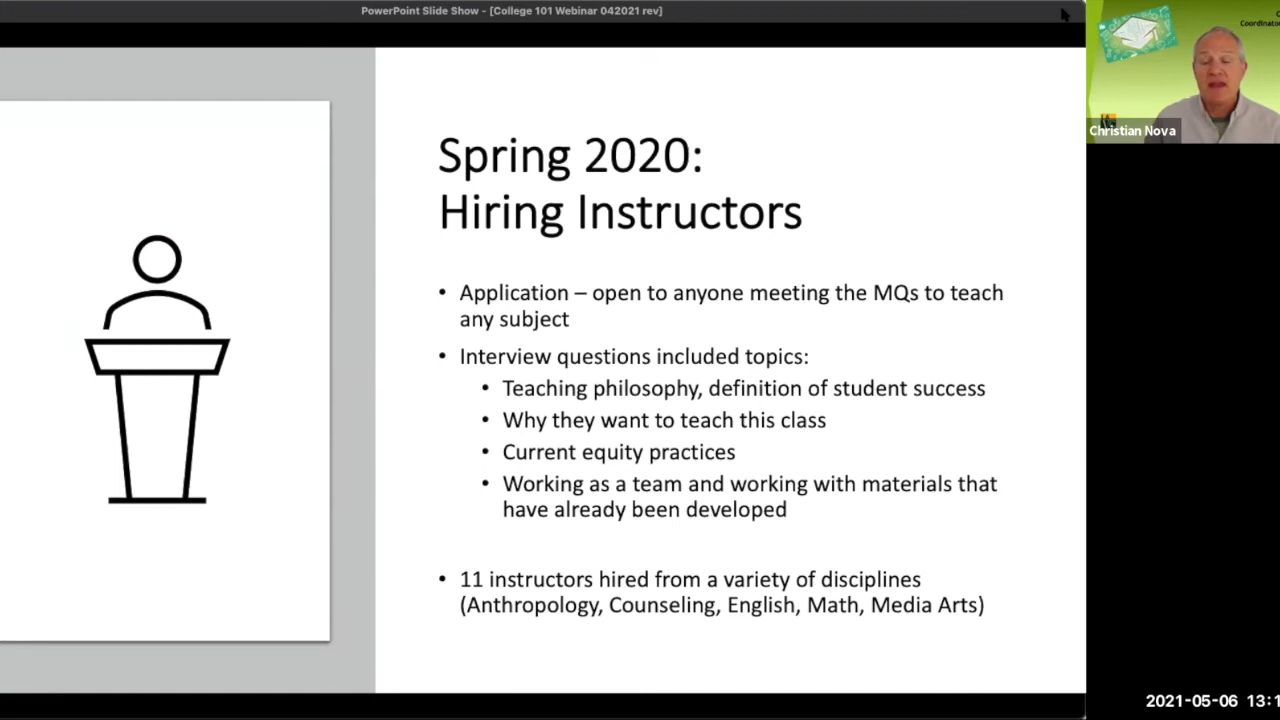 PowerPoint Slide Show - [College 101 Webinar 042021 rev]
Coordinator
Christian Nova
Spring 2020:
Hiring Instructors
• Application – open to anyone meeting the MQs to teach
any subject
• Interview questions included topics:
• Teaching philosophy, definition of student success
• Why they want to teach this class
• Current equity practices
• Working as a team and working with materials that
have already been developed
• 11 instructors hired from a variety of disciplines
(Anthropology, Counseling, English, Math, Media Arts)
2021-05-06 13:1